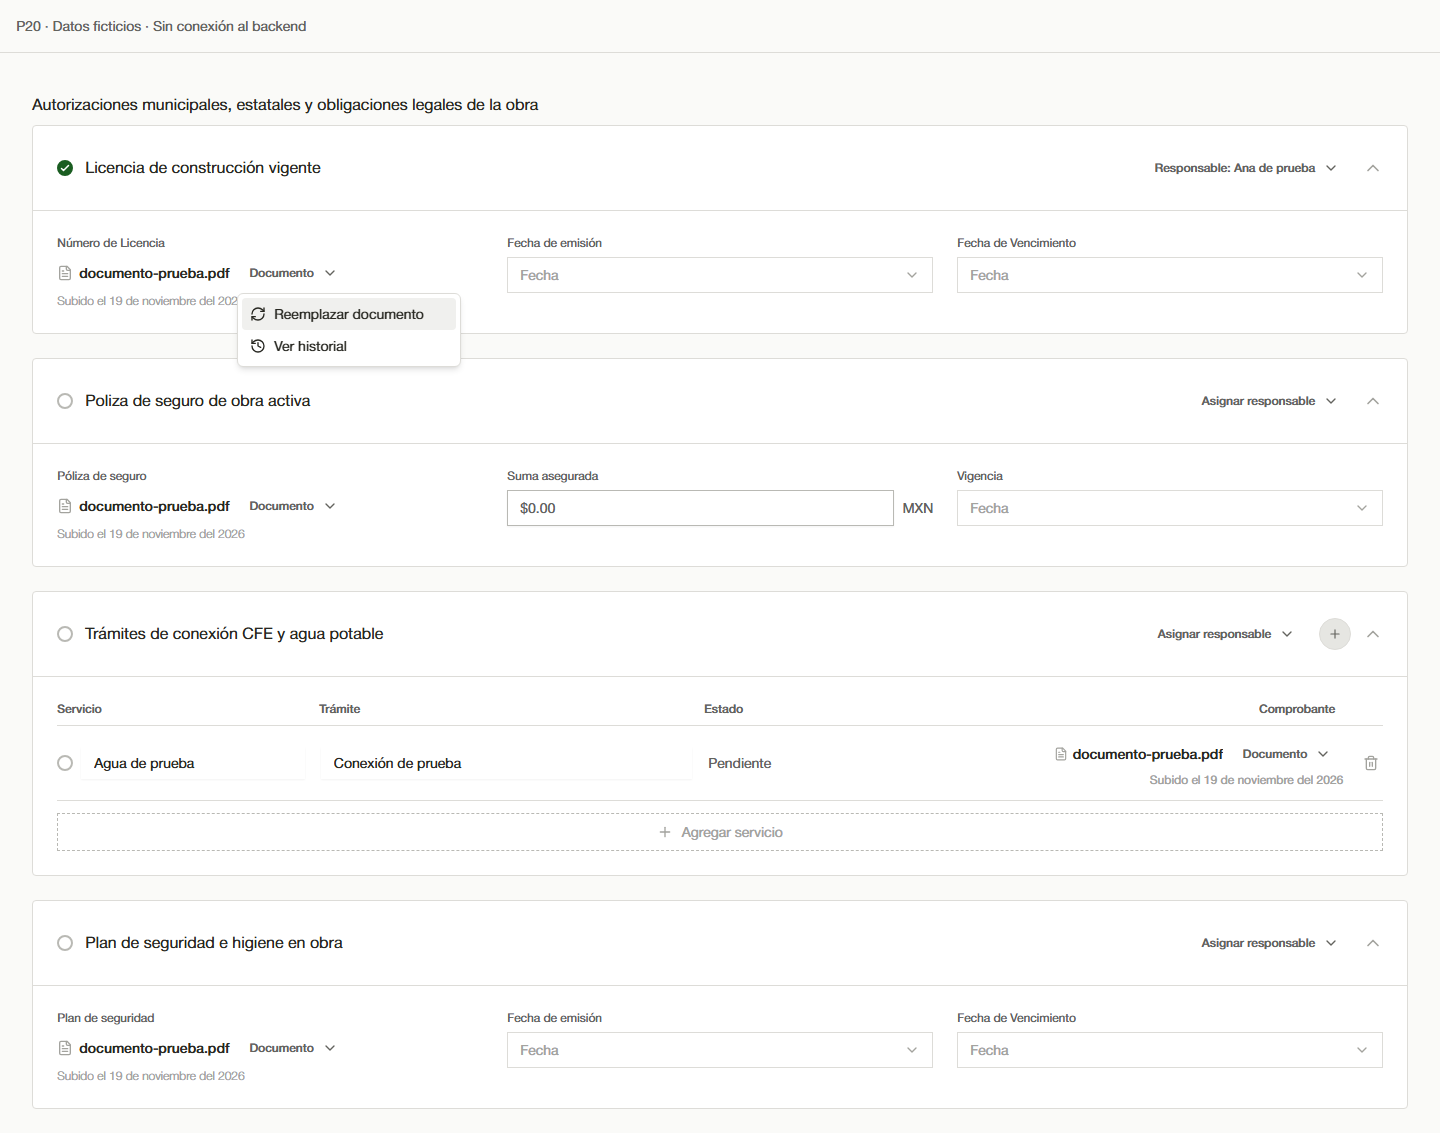 P20 · Datos ficticios · Sin conexión al backend
Autorizaciones municipales, estatales y obligaciones legales de la obra
Licencia de construcción vigente
Responsable: Ana de prueba
Número de Licencia
Fecha de emisión
Fecha de Vencimiento
documento-prueba.pdf
Documento
Fecha
Fecha
Subido el 19 de noviembre del 202
Reemplazar documento
Ver historial
Poliza de seguro de obra activa
Asignar responsable
Póliza de seguro
Suma asegurada
Vigencia
documento-prueba.pdf
Documento
$0.00
MXN
Fecha
Subido el 19 de noviembre del 2026
Trámites de conexión CFE y agua potable
Asignar responsable
Servicio
Trámite
Estado
Comprobante
Agua de prueba
Conexión de prueba
Pendiente
documento-prueba.pdf
Documento
Subido el 19 de noviembre del 2026
+ Agregar servicio
Plan de seguridad e higiene en obra
Asignar responsable
Plan de seguridad
Fecha de emisión
Fecha de Vencimiento
documento-prueba.pdf
Documento
Fecha
Fecha
Subido el 19 de noviembre del 2026